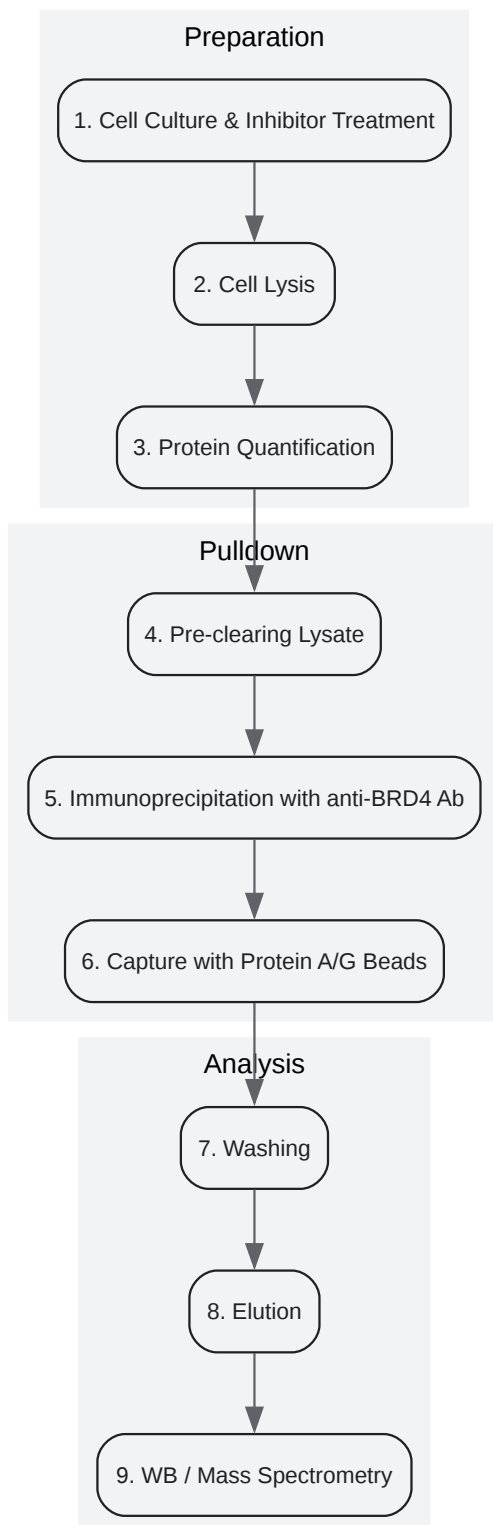 Preparation
1. Cell Culture & Inhibitor Treatment
2. Cell Lysis
3. Protein Quantification
Pulldown
4. Pre-clearing Lysate
5. Immunoprecipitation with anti-BRD4 Ab
6. Capture with Protein A/G Beads
Analysis
7. Washing
8. Elution
9. WB / Mass Spectrometry